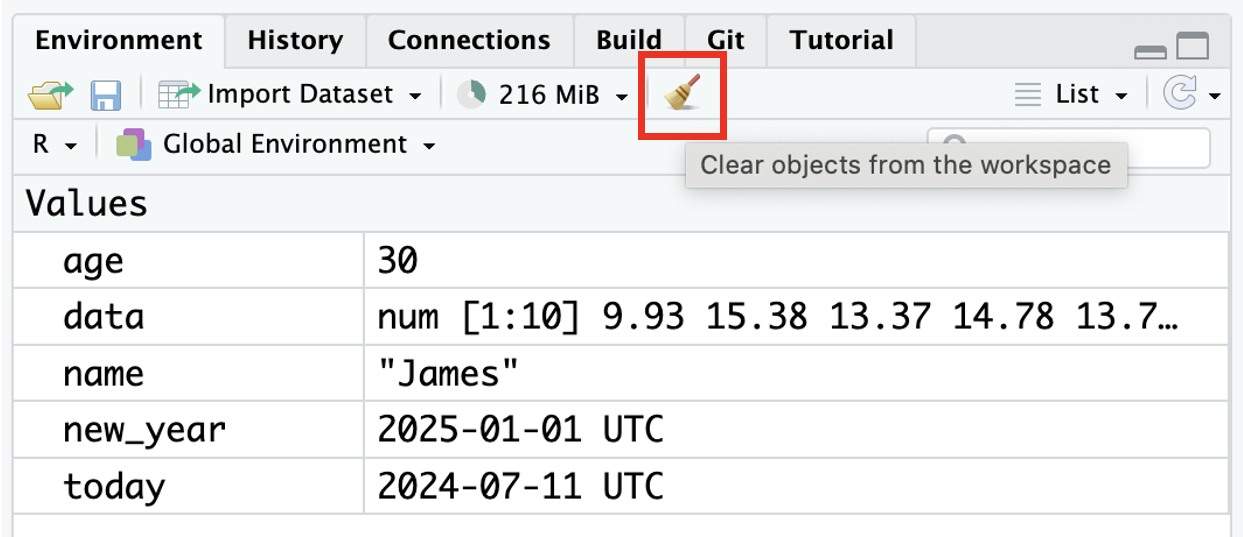 Environment History Connections Build Git Tutorial
Import Dataset 216 MiB List
R Global Environment
Clear objects from the workspace
Values
age 30
data num [1:10] 9.93 15.38 13.37 14.78 13.7…
name "James"
new_year 2025-01-01 UTC
today 2024-07-11 UTC